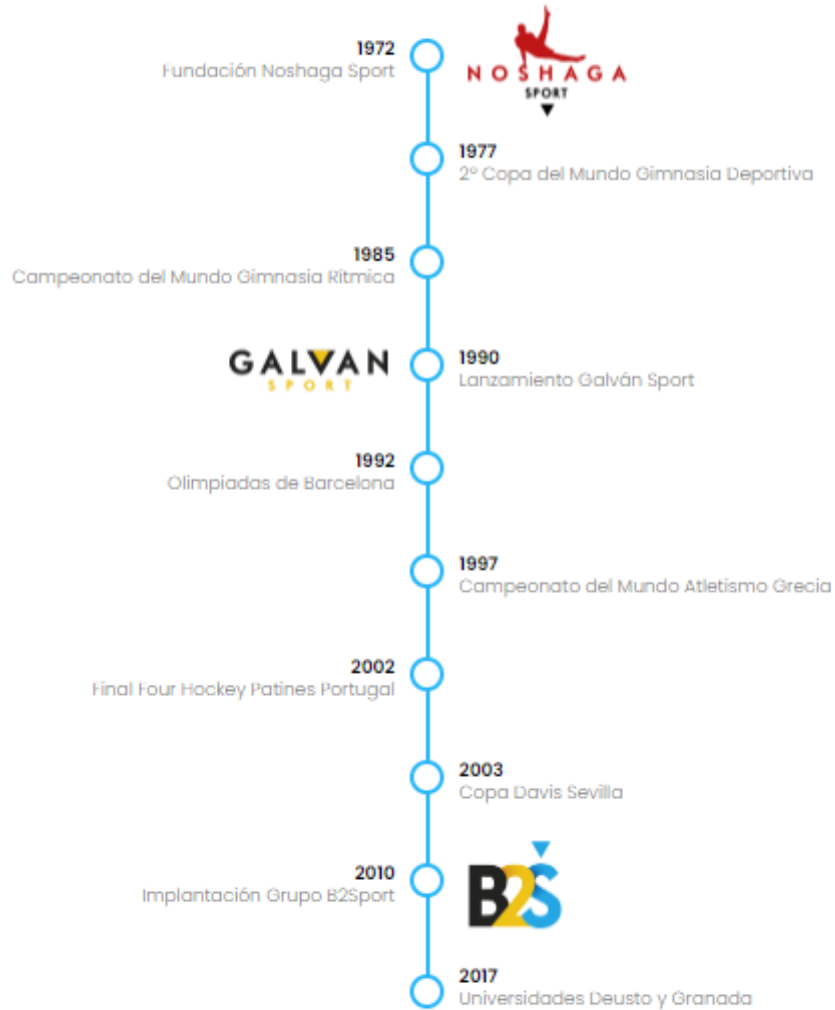 1972
Fundación Noshaga Sport
NOSHAGA
SPORT
1977
2º Copa del Mundo Gimnasia Deportiva
1985
Campeonato del Mundo Gimnasia Rítmica
GALVAN
SPORT
1990
Lanzamiento Galván Sport
1992
Olimpiadas de Barcelona
1997
Campeonato del Mundo Atletismo Grecia
2002
Final Four Hockey Patines Portugal
2003
Copa Davis Sevilla
2010
Implantación Grupo B2Sport
B2S
2017
Universidades Deusto y Granada